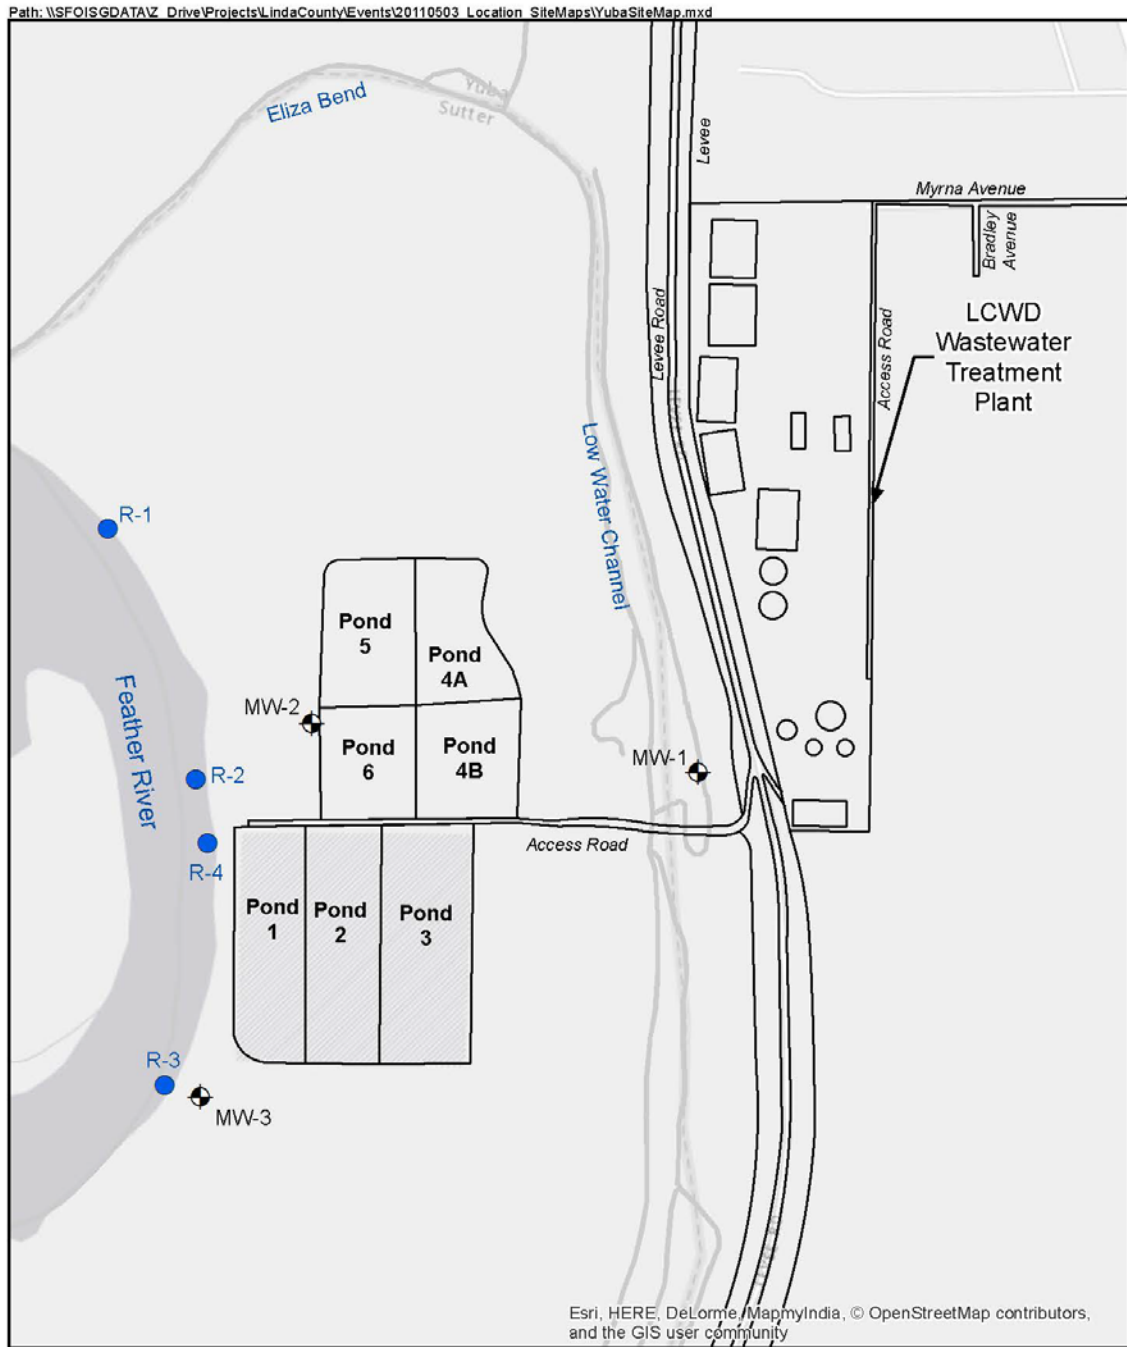 Path: \\SFOISGDATA\Z_Drive\Projects\LindaCounty\Events\20110503_Location_SiteMaps\YubaSiteMap.mxd
Eliza Bend
Yuba
Sutter
Levee
Myrna Avenue
Bradley
Avenue
LCWD
Wastewater
Treatment
Plant
Access Road
Levee Road
Low Water Channel
R-1
Pond
5
Pond
4A
Feather River
MW-2
Pond
6
Pond
4B
MW-1
R-2
R-4
Access Road
Pond
1
Pond
2
Pond
3
R-3
MW-3
Esri, HERE, DeLorme, MapmyIndia, © OpenStreetMap contributors,
and the GIS user community